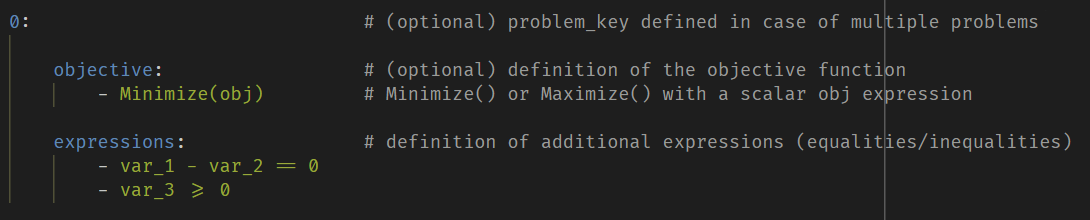 0: # (optional) problem_key defined in case of multiple problems
objective: # (optional) definition of the objective function
- Minimize(obj) # Minimize() or Maximize() with a scalar obj expression
expressions: # definition of additional expressions (equalities/inequalities)
- var_1 - var_2 == 0
- var_3 >= 0